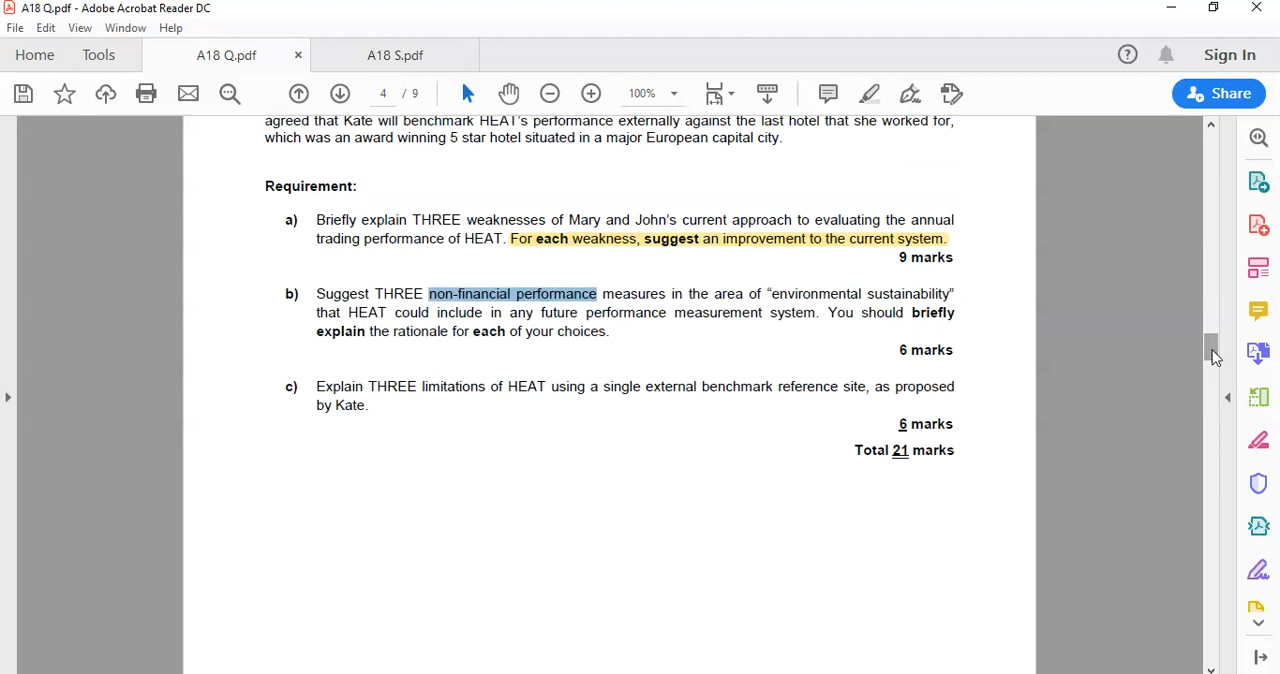 A18 Q.pdf - Adobe Acrobat Reader DC
File Edit View Window Help
Home Tools A18 Q.pdf × A18 S.pdf Sign In
4 / 9 100% Share
agreed that Kate will benchmark HEAT's performance externally against the last hotel that she worked for,
which was an award winning 5 star hotel situated in a major European capital city.
Requirement:
a) Briefly explain THREE weaknesses of Mary and John's current approach to evaluating the annual
trading performance of HEAT. For each weakness, suggest an improvement to the current system.
9 marks
b) Suggest THREE non-financial performance measures in the area of “environmental sustainability”
that HEAT could include in any future performance measurement system. You should briefly
explain the rationale for each of your choices.
6 marks
c) Explain THREE limitations of HEAT using a single external benchmark reference site, as proposed
by Kate.
6 marks
Total 21 marks